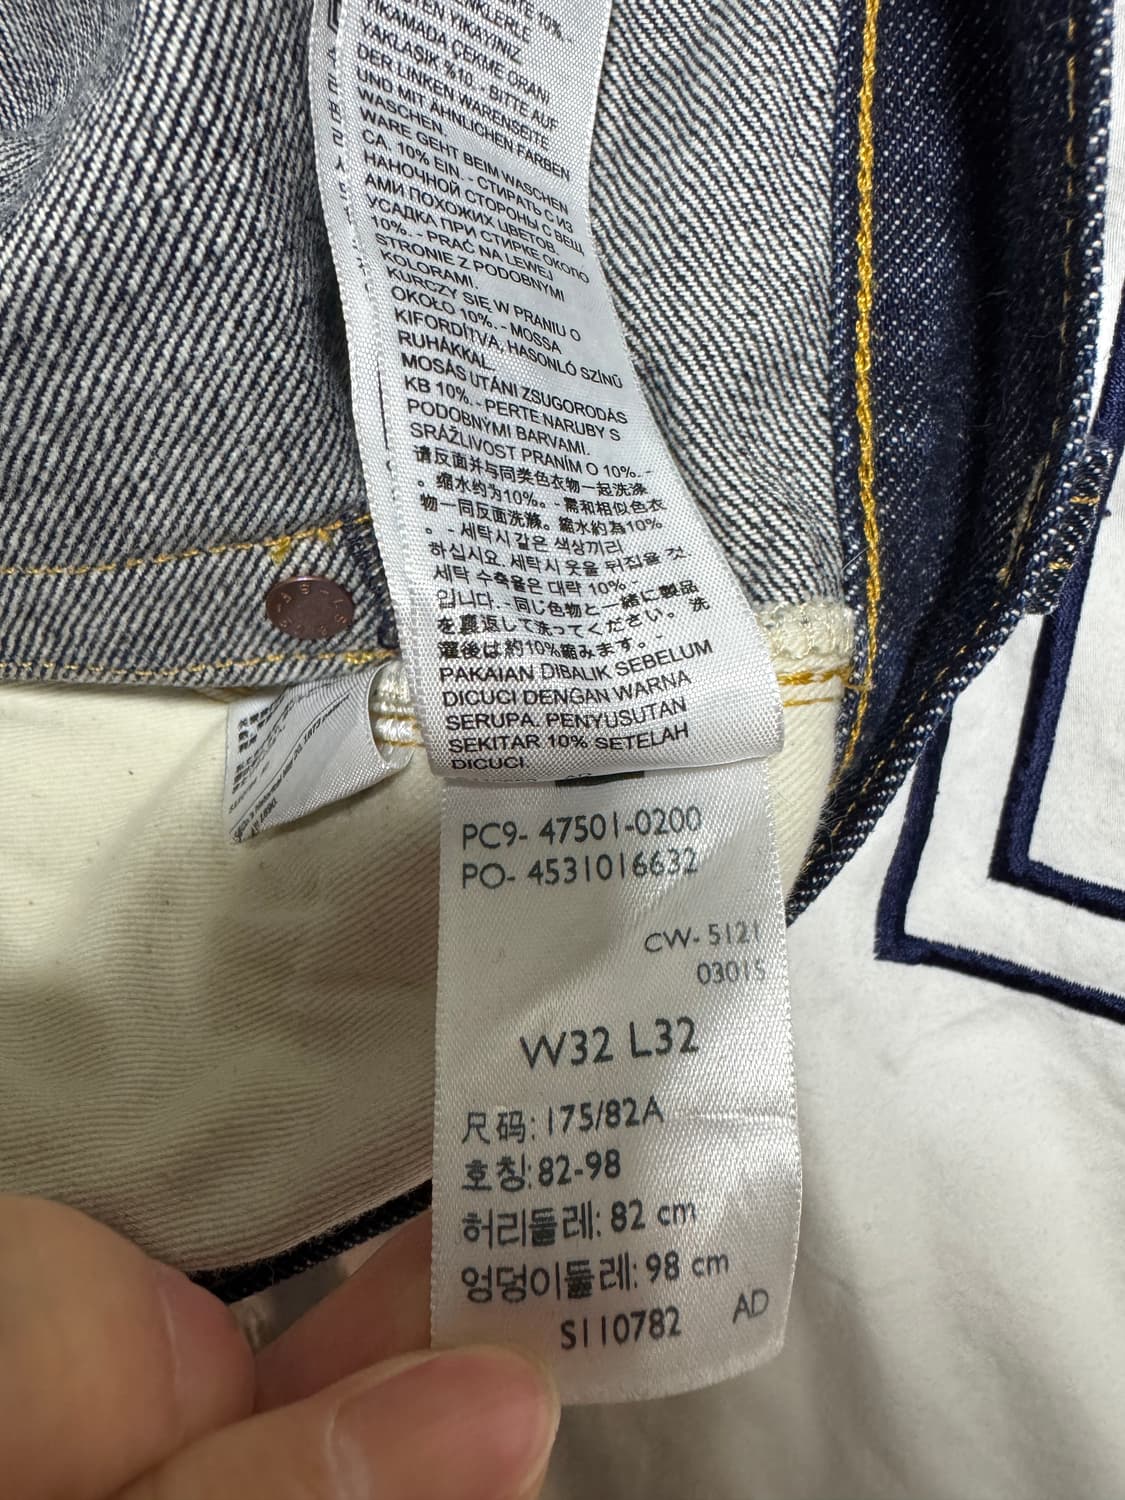 YIKAMADA ÇEKME ORANI
YAKLASIK %10. - BITTE AUF
DER LINKEN WARENSEITE
UND MIT ÄHNLICHEN FARBEN
WASCHEN.
WARE GEHT BEIM WASCHEN
CA. 10% EIN. - СТИРАТЬ С ИЗ
НАНОЧНОЙ СТОРОНЫ С ВЕЩ
АМИ ПОХОЖИХ ЦВЕТОВ.
УСАДКА ПРИ СТИРКЕ ОКОЛО
10%. - PRAĆ NA LEWEJ
STRONIE Z PODOBNYMI
KOLORAMI.
KURCZY SIĘ W PRANIU O
OKOŁO 10%. - MOSSA
KIFORDÍTVA, HASONLÓ SZÍNŰ
RUHÁKKAL.
MOSÁS UTÁNI ZSUGORODÁS
KB 10%. - PERTE NARUBY S
PODOBNÝMI BARVAMI.
SRÁŽLIVOST PRANÍM O 10%. -
请反面并与同类色衣物一起洗涤
。缩水约为10%。- 需和相似色衣
物一同反面洗滌。縮水約為10%
。- 세탁시 같은 색상끼리
하십시요. 세탁시 옷을 뒤집을 것.
세탁 수축율은 대략 10% -
입니다. - 同じ色物と一緒に製品
を裏返して洗ってください。洗
濯後は約10%縮みます。-
PAKAIAN DIBALIK SEBELUM
DICUCI DENGAN WARNA
SERUPA. PENYUSUTAN
SEKITAR 10% SETELAH
DICUCI.
PC9- 47501-0200
PO- 4531016632
CW- 5121
03015
W32 L32
尺码: 175/82A
호칭: 82-98
허리둘레: 82 cm
엉덩이둘레: 98 cm
S110782 AD